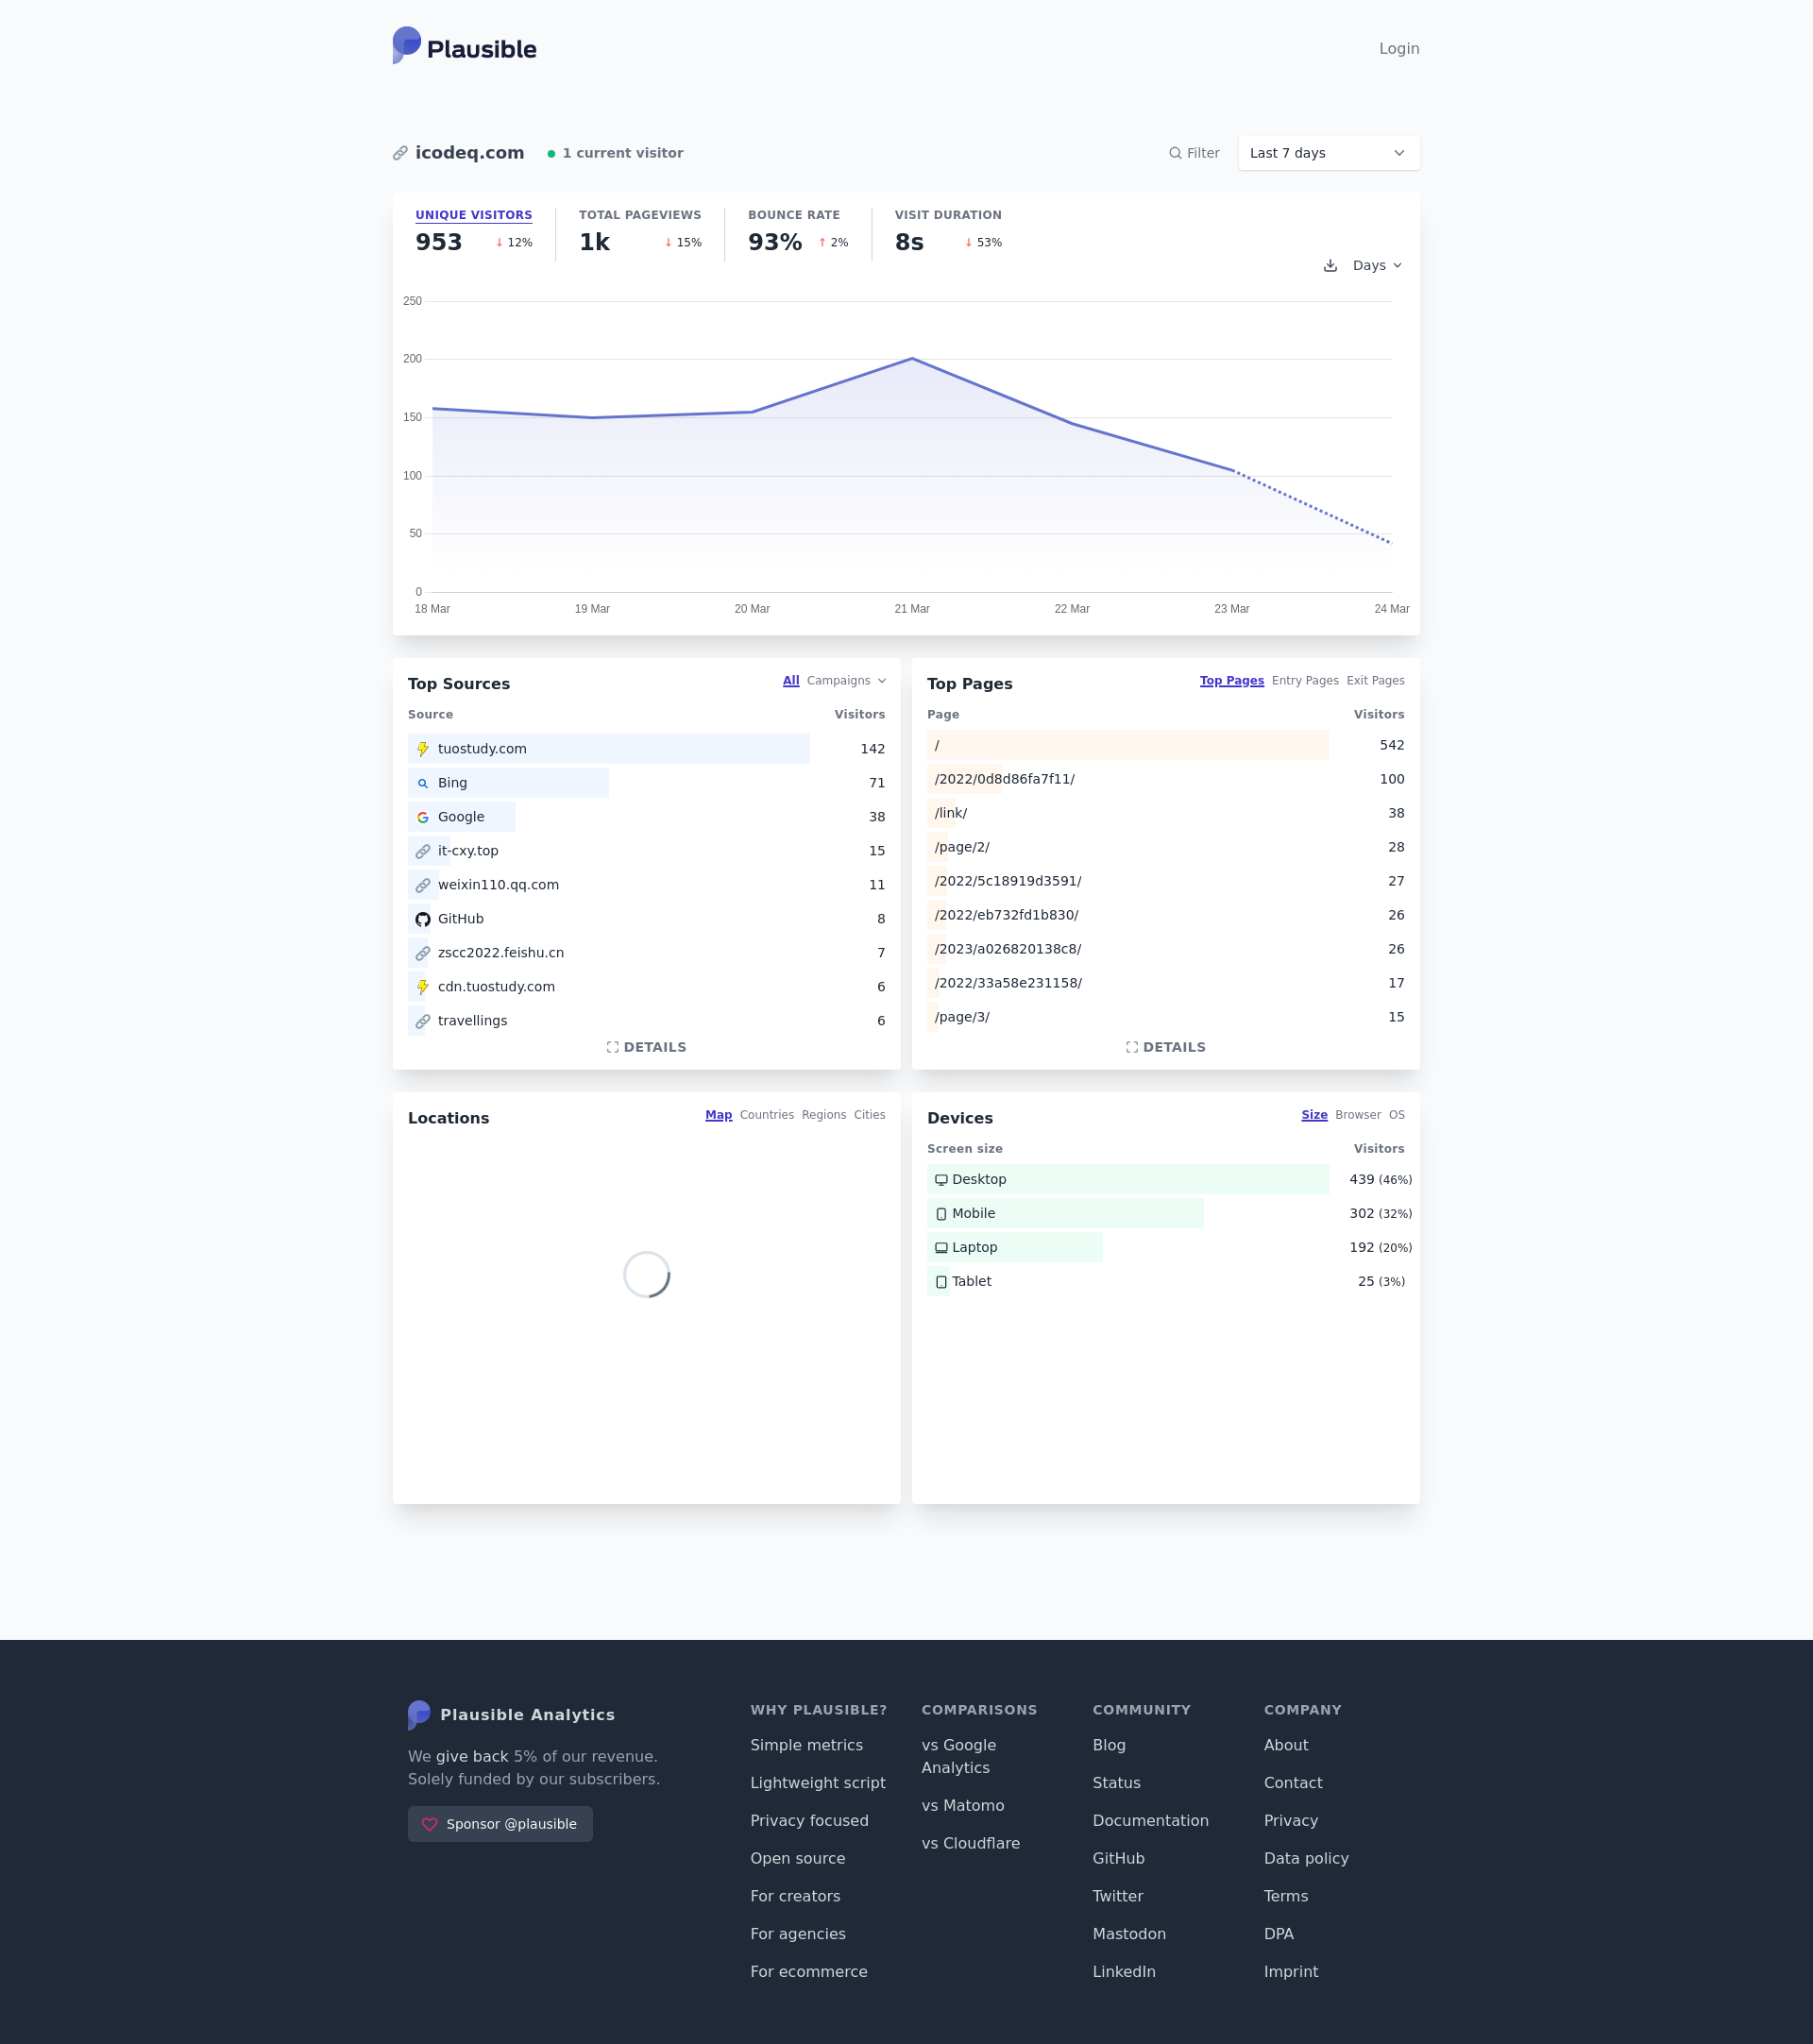 Plausible
Login
icodeq.com
1 current visitor
Filter
Last 7 days
UNIQUE VISITORS
953 ↓ 12%
TOTAL PAGEVIEWS
1k ↓ 15%
BOUNCE RATE
93% ↑ 2%
VISIT DURATION
8s ↓ 53%
Days
250
200
150
100
50
0
18 Mar 19 Mar 20 Mar 21 Mar 22 Mar 23 Mar 24 Mar
Top Sources
All Campaigns
Source Visitors
tuostudy.com 142
Bing 71
Google 38
it-cxy.top 15
weixin110.qq.com 11
GitHub 8
zscc2022.feishu.cn 7
cdn.tuostudy.com 6
travellings 6
DETAILS
Top Pages
Top Pages Entry Pages Exit Pages
Page Visitors
/ 542
/2022/0d8d86fa7f11/ 100
/link/ 38
/page/2/ 28
/2022/5c18919d3591/ 27
/2022/eb732fd1b830/ 26
/2023/a026820138c8/ 26
/2022/33a58e231158/ 17
/page/3/ 15
DETAILS
Locations
Map Countries Regions Cities
Devices
Size Browser OS
Screen size Visitors
Desktop 439 (46%)
Mobile 302 (32%)
Laptop 192 (20%)
Tablet 25 (3%)
Plausible Analytics
We give back 5% of our revenue.
Solely funded by our subscribers.
Sponsor @plausible
WHY PLAUSIBLE?
Simple metrics
Lightweight script
Privacy focused
Open source
For creators
For agencies
For ecommerce
COMPARISONS
vs Google
Analytics
vs Matomo
vs Cloudflare
COMMUNITY
Blog
Status
Documentation
GitHub
Twitter
Mastodon
LinkedIn
COMPANY
About
Contact
Privacy
Data policy
Terms
DPA
Imprint